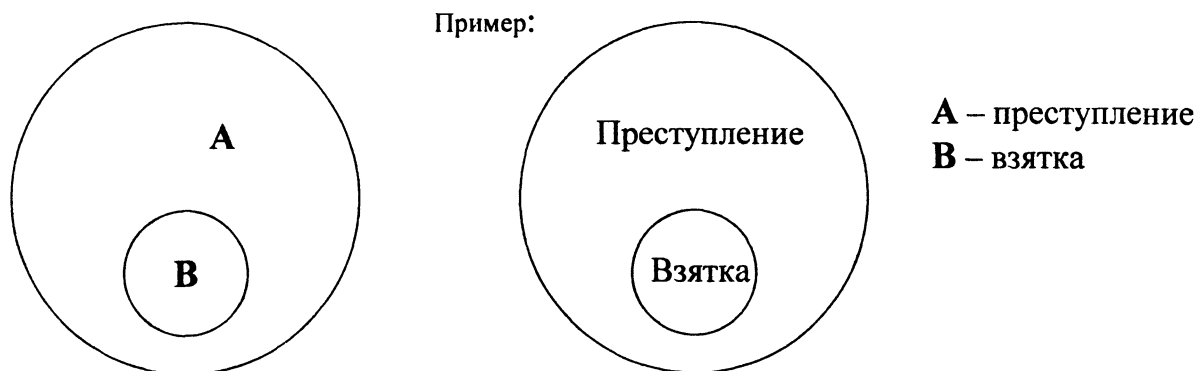 Пример:
А
В
Преступление
Взятка
А – преступление
В – взятка